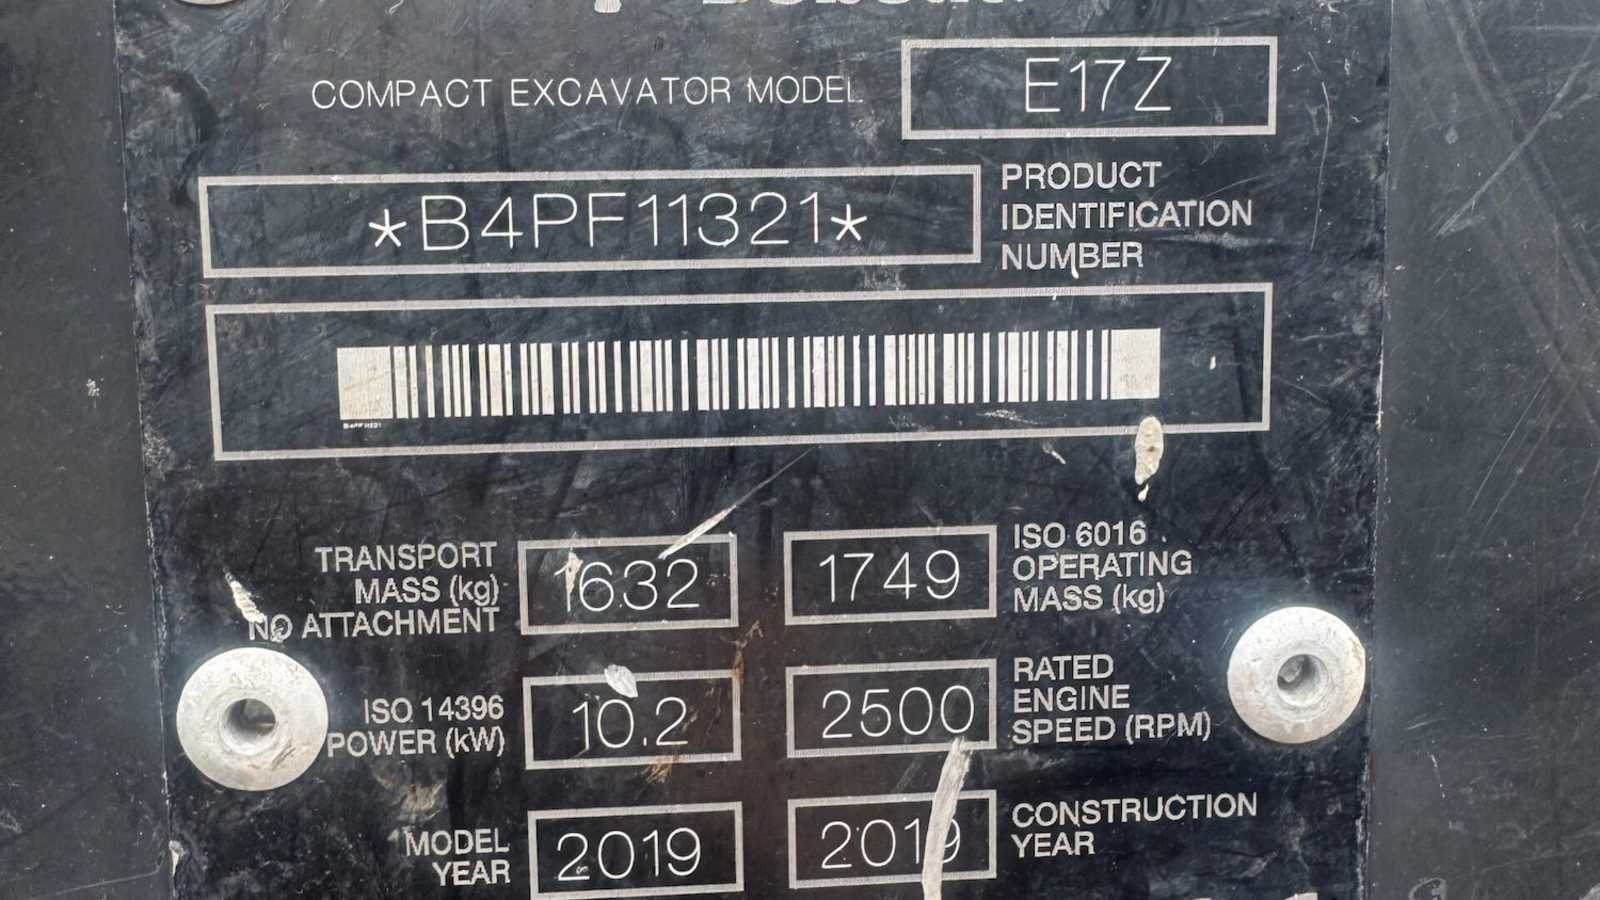 COMPACT EXCAVATOR MODEL E17Z
*B4PF11321*
PRODUCT
IDENTIFICATION
NUMBER
TRANSPORT
MASS (kg)
NO ATTACHMENT
1632
1749
ISO 6016
OPERATING
MASS (kg)
ISO 14396
POWER (kW)
10.2
2500
RATED
ENGINE
SPEED (RPM)
MODEL
YEAR
2019
2019
CONSTRUCTION
YEAR